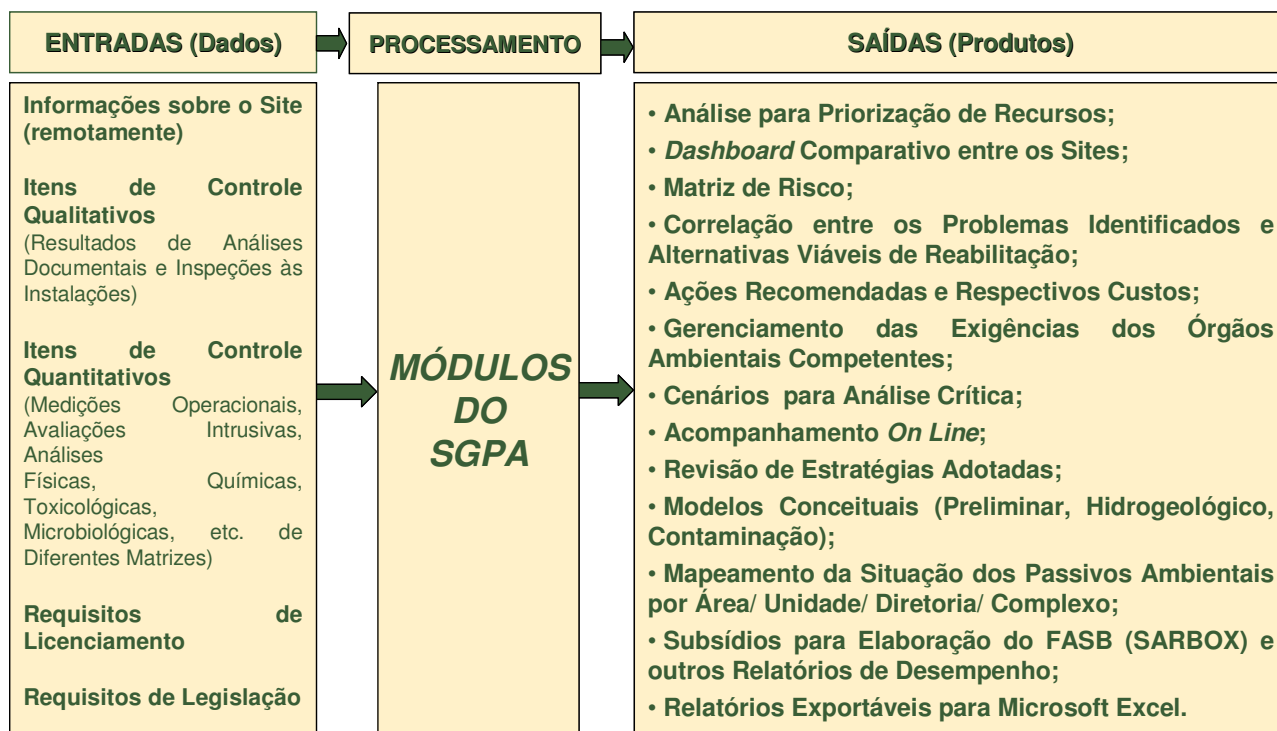 ENTRADAS (Dados)
PROCESSAMENTO
SAÍDAS (Produtos)
Informações sobre o Site
(remotamente)
Itens de Controle
Qualitativos
(Resultados de Análises
Documentais e Inspeções às
Instalações)
Itens de Controle
Quantitativos
(Medições Operacionais,
Avaliações Intrusivas,
Análises
Físicas, Químicas,
Toxicológicas,
Microbiológicas, etc. de
Diferentes Matrizes)
Requisitos de
Licenciamento
Requisitos de Legislação
MÓDULOS
DO
SGPA
• Análise para Priorização de Recursos;
• Dashboard Comparativo entre os Sites;
• Matriz de Risco;
• Correlação entre os Problemas Identificados e
Alternativas Viáveis de Reabilitação;
• Ações Recomendadas e Respectivos Custos;
• Gerenciamento das Exigências dos Órgãos
Ambientais Competentes;
• Cenários para Análise Crítica;
• Acompanhamento On Line;
• Revisão de Estratégias Adotadas;
• Modelos Conceituais (Preliminar, Hidrogeológico,
Contaminação);
• Mapeamento da Situação dos Passivos Ambientais
por Área/ Unidade/ Diretoria/ Complexo;
• Subsídios para Elaboração do FASB (SARBOX) e
outros Relatórios de Desempenho;
• Relatórios Exportáveis para Microsoft Excel.